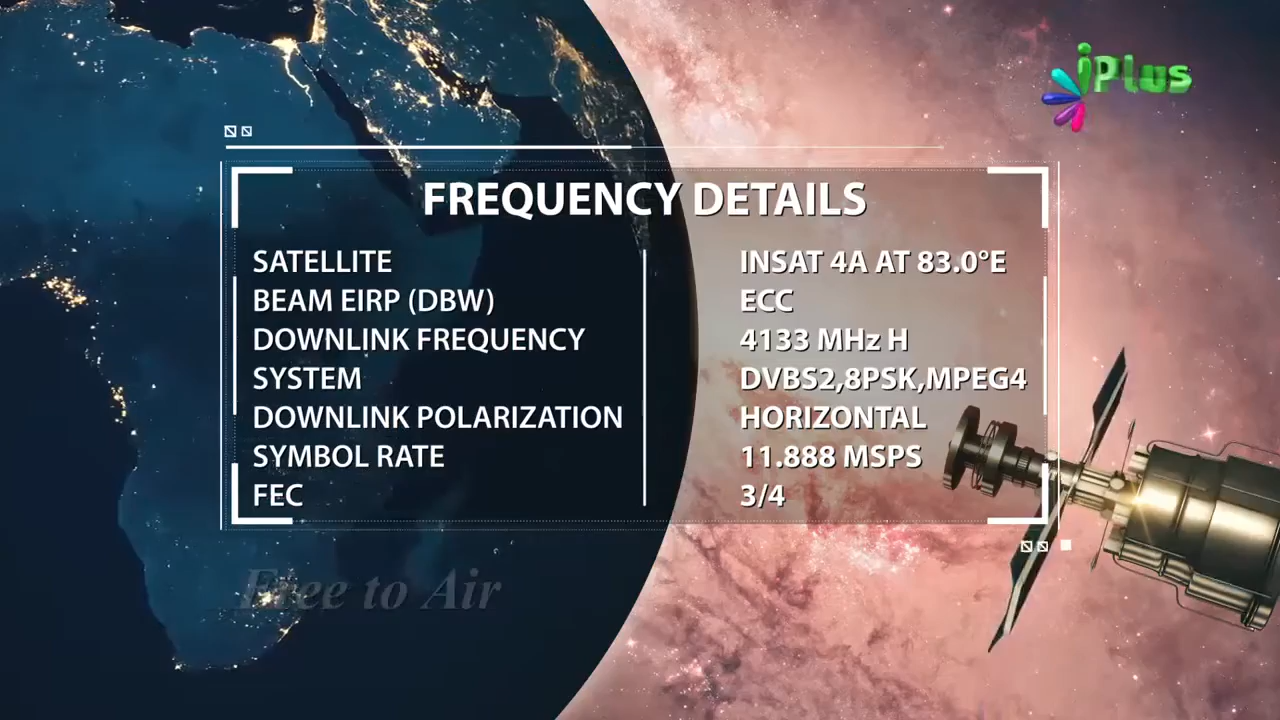 iPlus
FREQUENCY DETAILS
SATELLITE INSAT 4A AT 83.0°E
BEAM EIRP (DBW) ECC
DOWNLINK FREQUENCY 4133 MHz H
SYSTEM DVBS2,8PSK,MPEG4
DOWNLINK POLARIZATION HORIZONTAL
SYMBOL RATE 11.888 MSPS
FEC 3/4
Free to Air